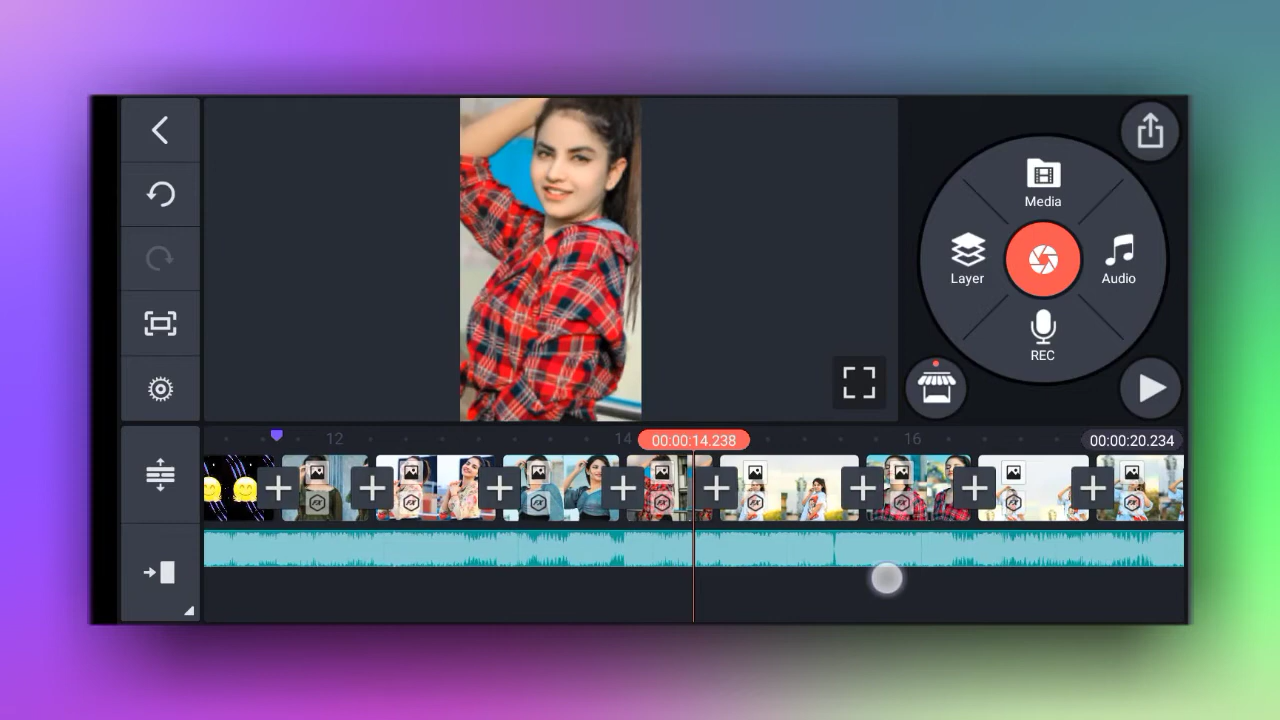 Media
Layer
Audio
REC
12
14
00:00:14.238
16
00:00:20.234